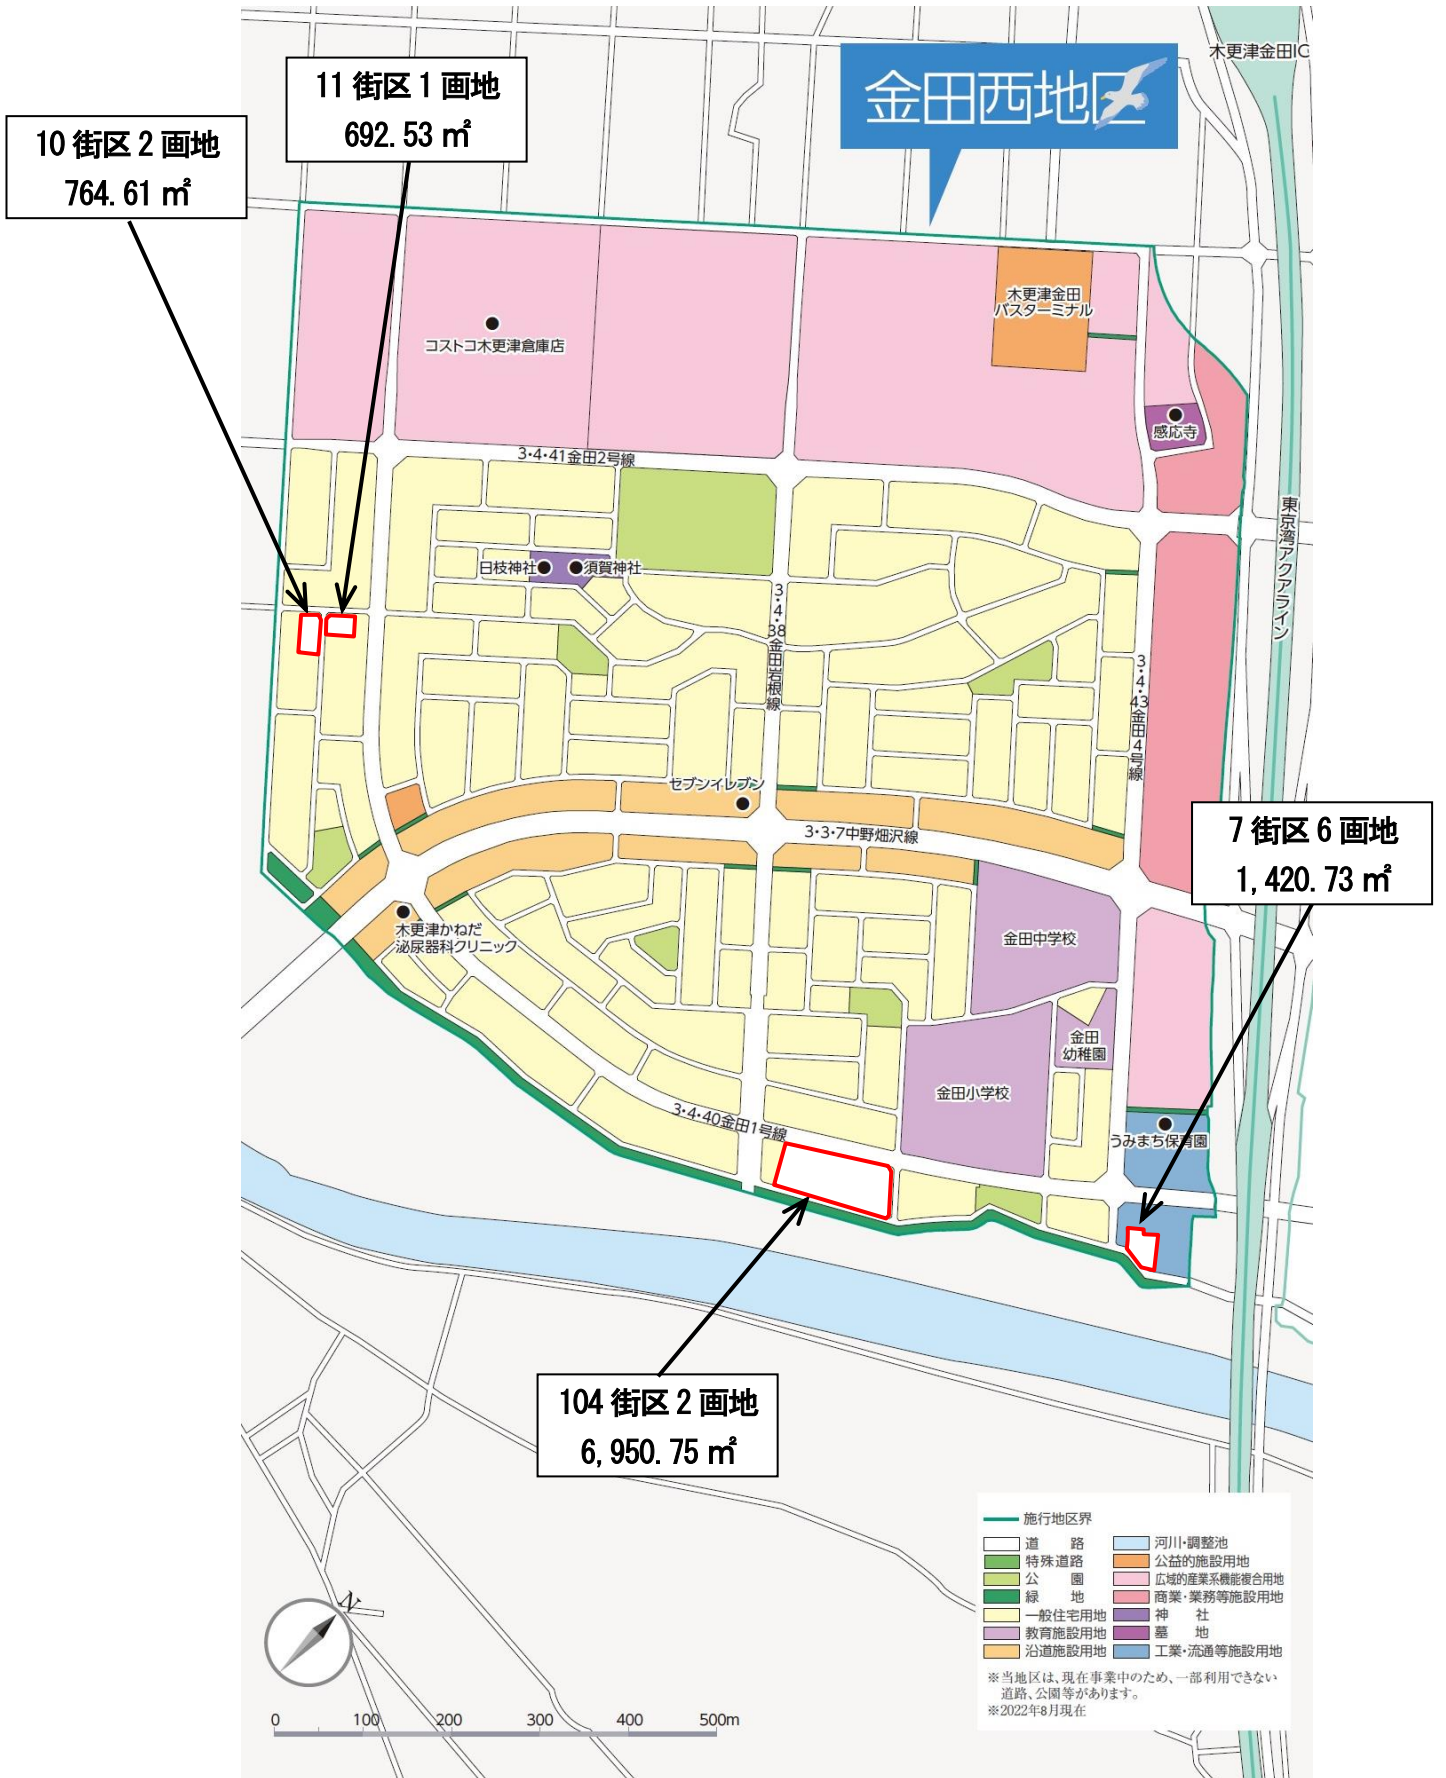 木更津金田IC
11 街区 1 画地
692.53 ㎡
金田西地区
10 街区 2 画地
764.61 ㎡
木更津金田
バスターミナル
コストコ木更津倉庫店
感応寺
3・4・41金田2号線
東京湾アクアライン
日枝神社
須賀神社
3・4・38金田岩根線
3・4・43金田4号線
セブンイレブン
3・3・7中野畑沢線
7 街区 6 画地
1,420.73 ㎡
木更津かねだ
泌尿器科クリニック
金田中学校
金田
幼稚園
金田小学校
3・4・40金田1号線
うみまち保育園
104 街区 2 画地
6,950.75 ㎡
施行地区界
道　路
河川・調整池
特殊道路
公益的施設用地
公　園
広域的産業系機能複合用地
緑　地
商業・業務等施設用地
一般住宅用地
神　社
教育施設用地
墓　地
沿道施設用地
工業・流通等施設用地
※当地区は、現在事業中のため、一部利用できない
道路、公園等があります。
※2022年8月現在
N
0 100 200 300 400 500m